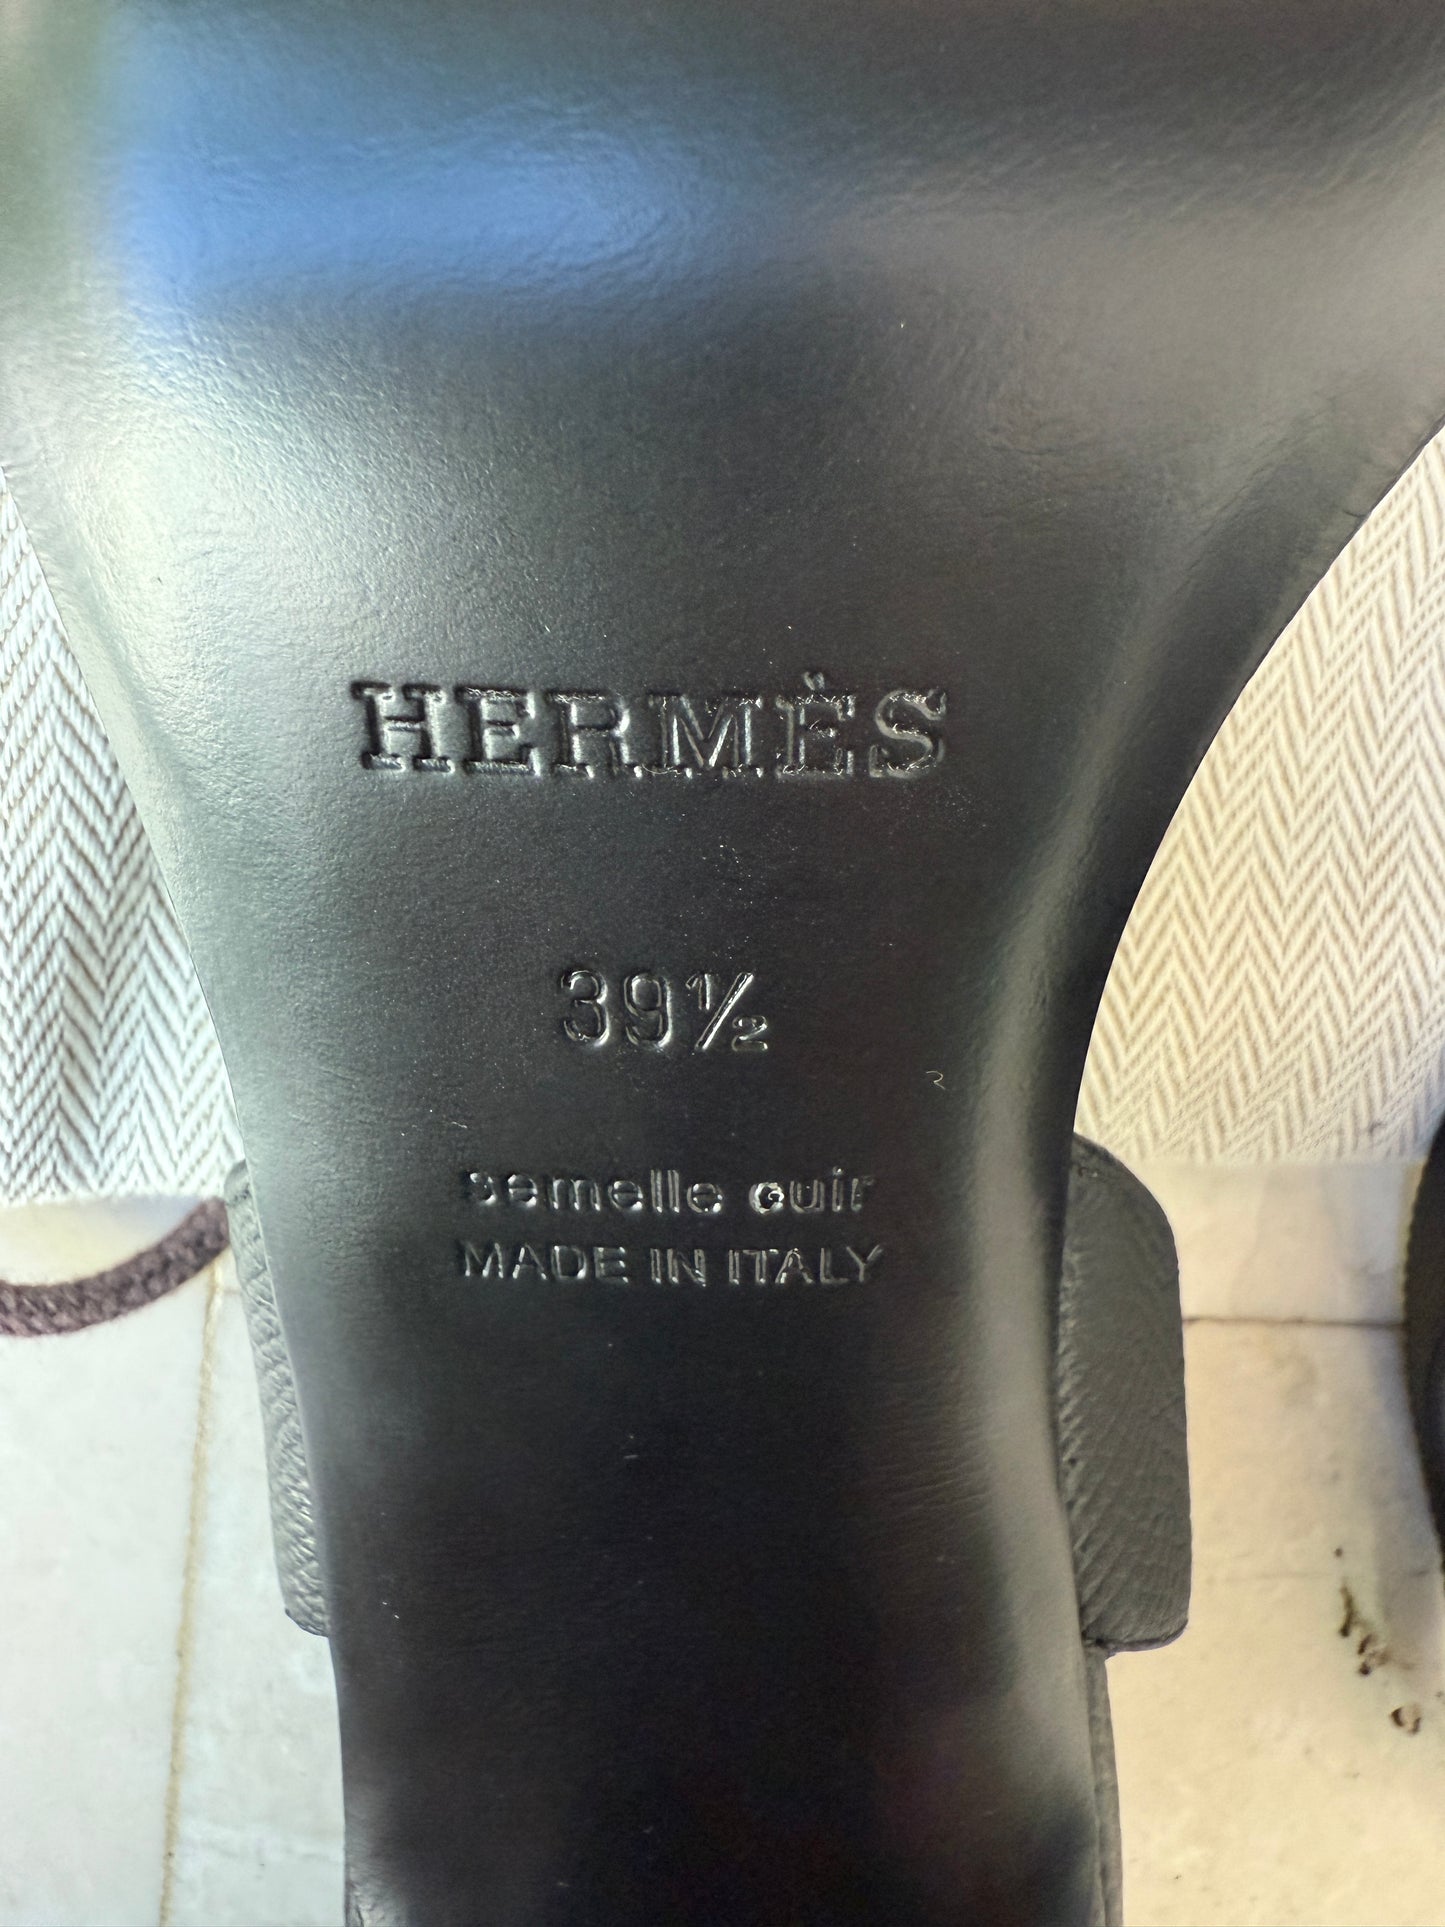 HERMÈS
39½
semelle cuir
MADE IN ITALY